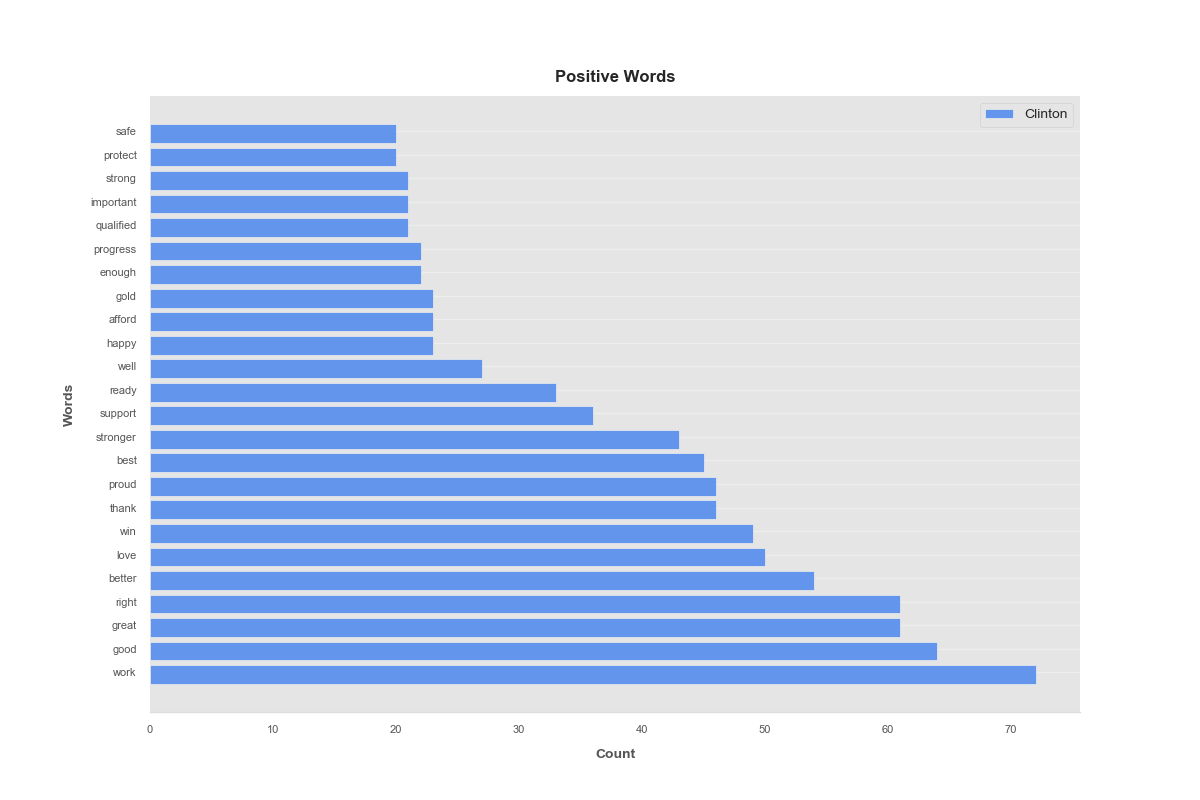 Positive Words
Clinton
safe
protect
strong
important
qualified
progress
enough
gold
afford
happy
well
ready
support
stronger
best
proud
thank
win
love
better
right
great
good
work
Words
0 10 20 30 40 50 60 70
Count